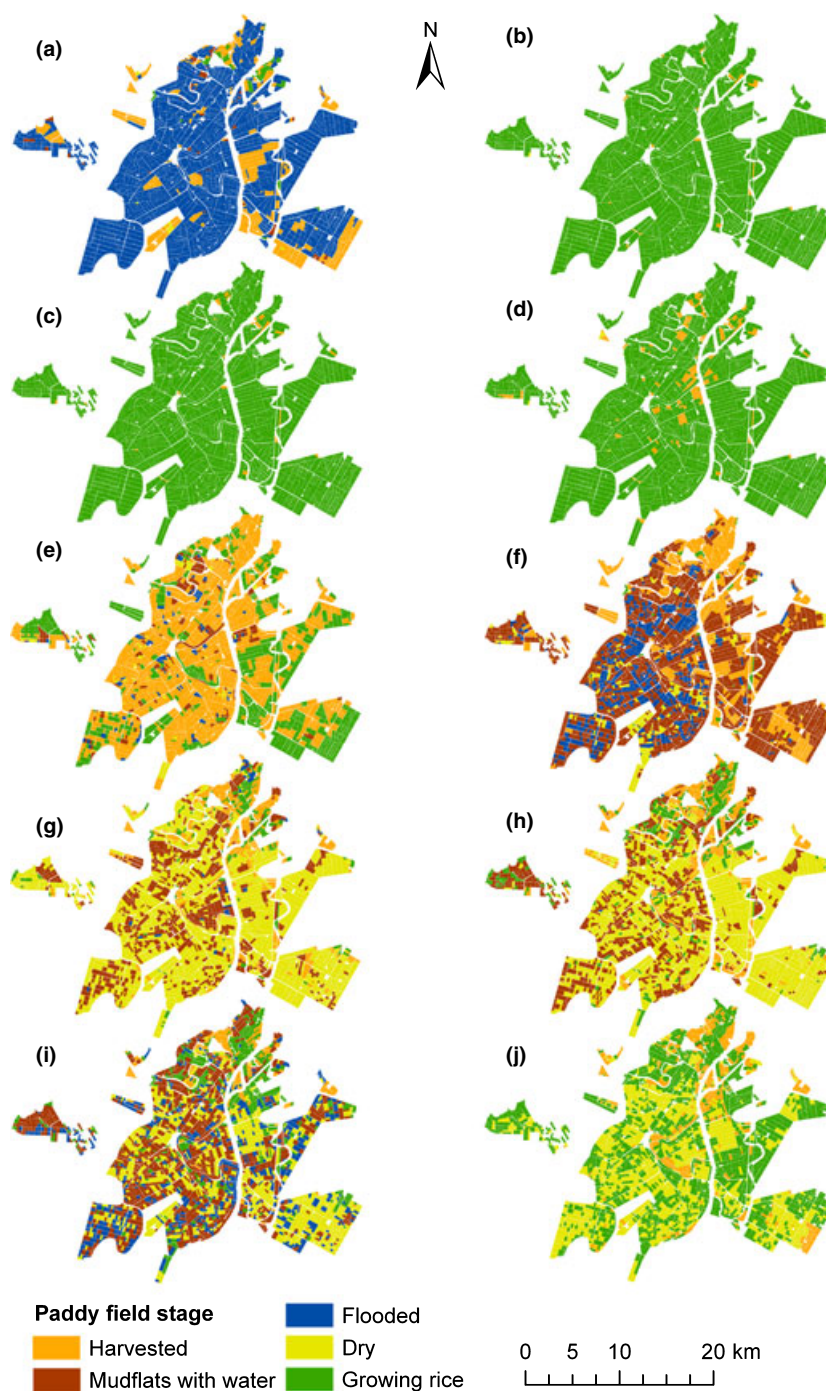 (a)
N
(b)
(c)
(d)
(e)
(f)
(g)
(h)
(i)
(j)
Paddy field stage
Harvested
Mudflats with water
Flooded
Dry
Growing rice
0 5 10 20 km